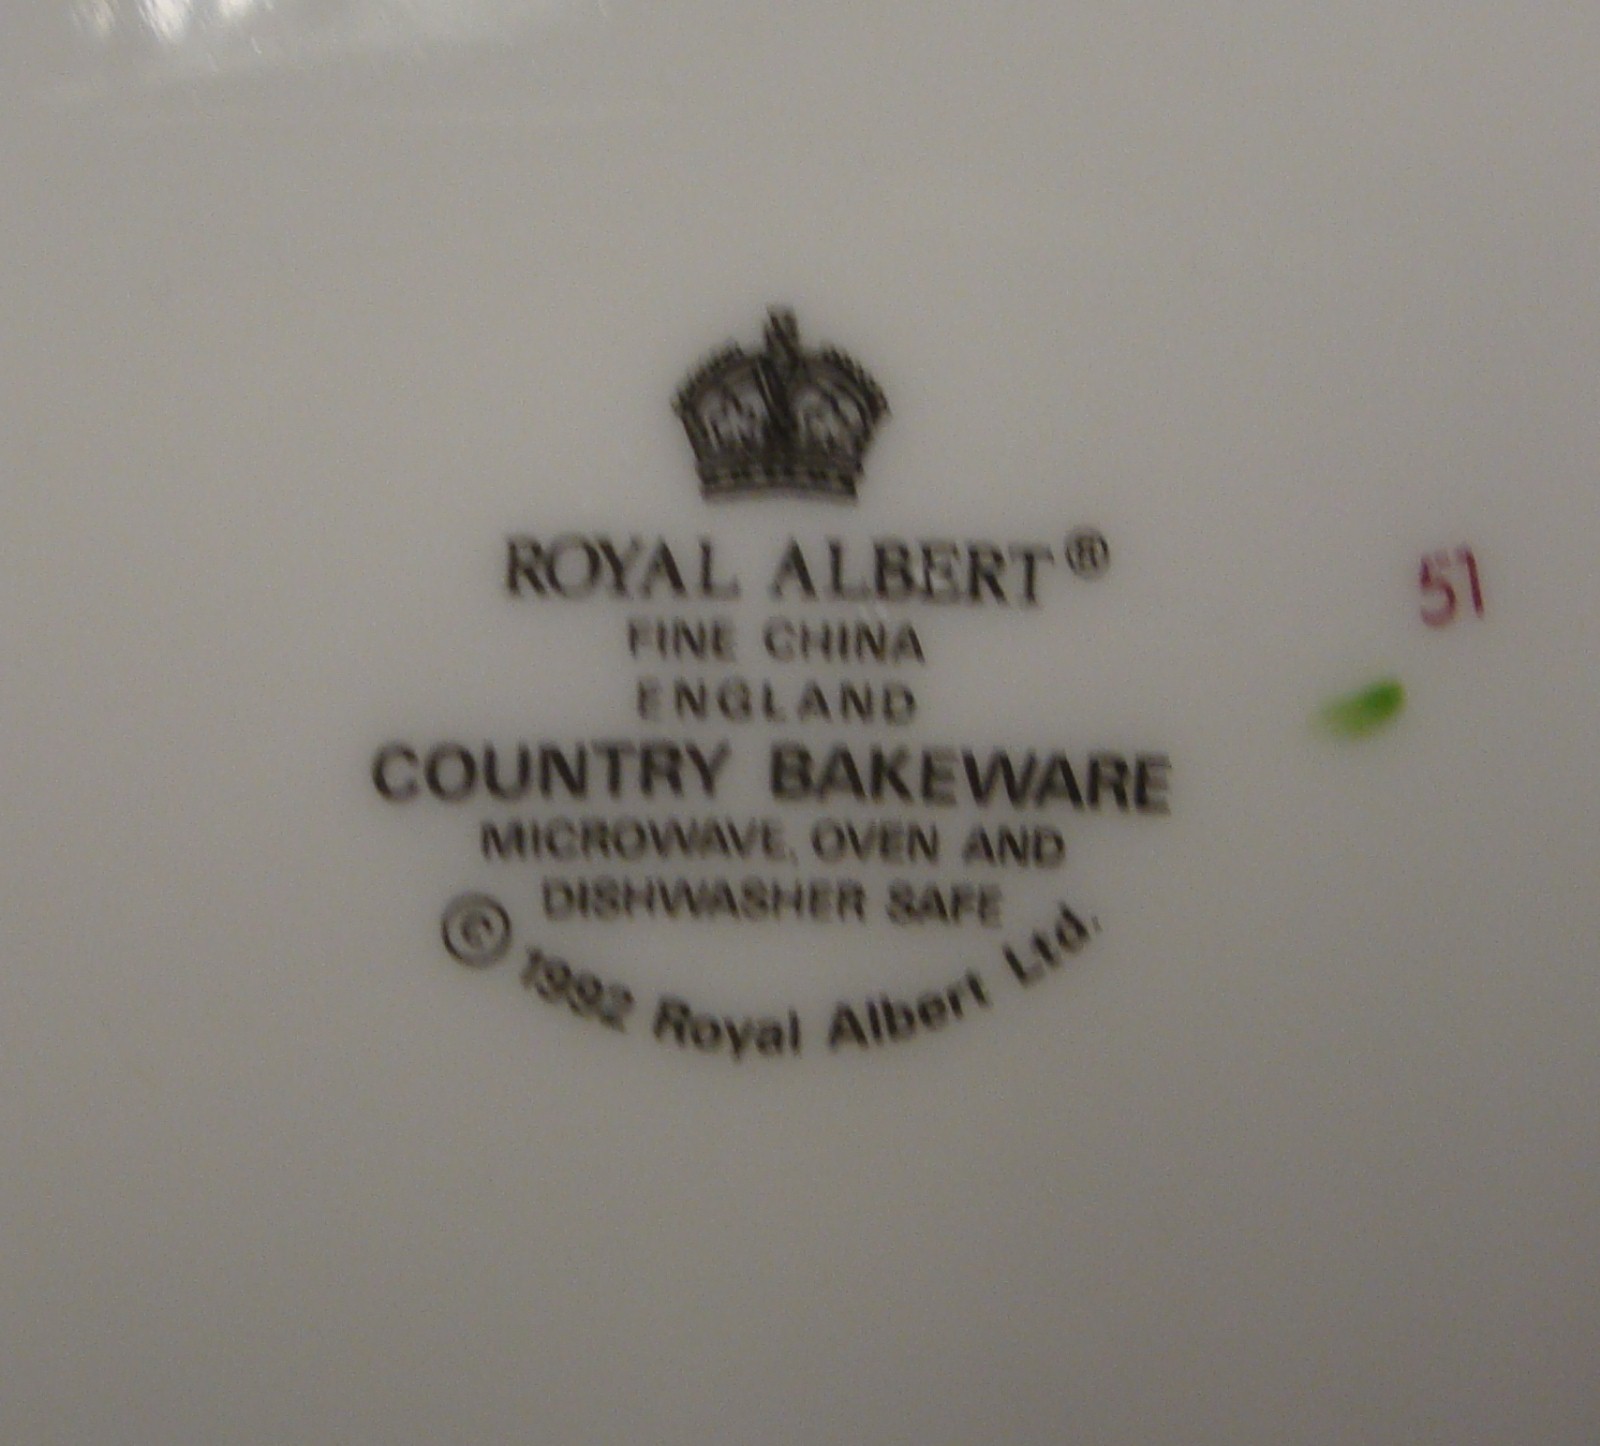 ROYAL ALBERT®
FINE CHINA
ENGLAND
COUNTRY BAKEWARE
MICROWAVE, OVEN AND
DISHWASHER SAFE
© 1992 Royal Albert Ltd.
51